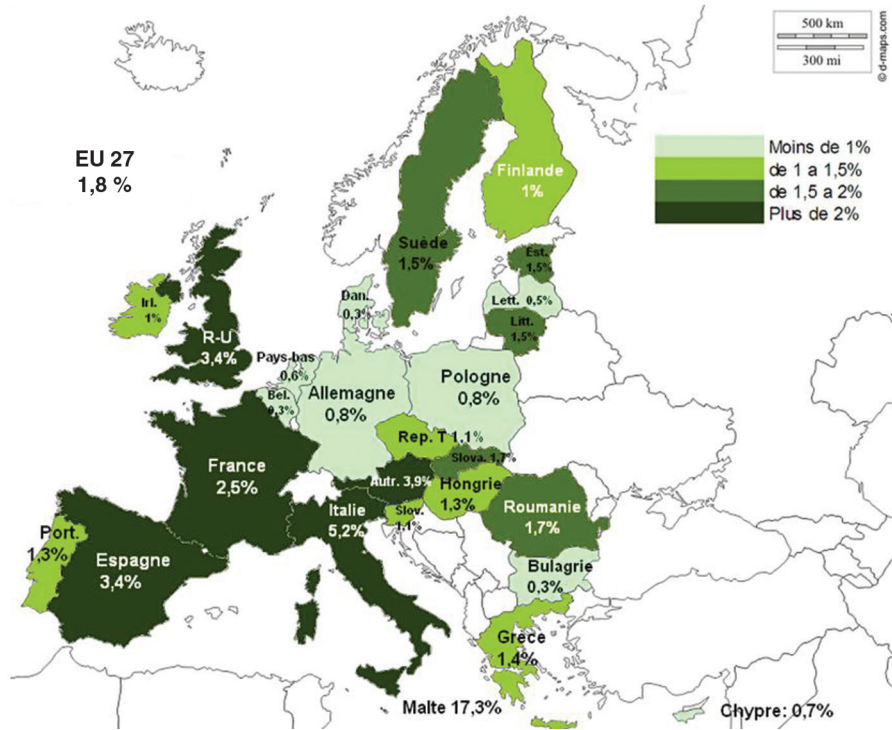 500 km
300 mi
© d-maps.com
EU 27
1,8 %
Moins de 1%
de 1 a 1,5%
de 1,5 a 2%
Plus de 2%
Finlande
1%
Suède
1,5%
Est.
1,5%
Lett. 0,5%
Litt.
1,5%
Dan.
0,3%
Irl.
1%
R-U
3,4%
Pays-bas
0,6%
Bel.
0,3%
Allemagne
0,8%
Pologne
0,8%
Rep. T 1,1%
Slova. 1,7%
France
2,5%
Autr. 3,9%
Hongrie
1,3%
Italie
5,2%
Slov.
1,1%
Roumanie
1,7%
Port.
1,3%
Espagne
3,4%
Bulagrie
0,3%
Grèce
1,4%
Malte 17,3%
Chypre: 0,7%